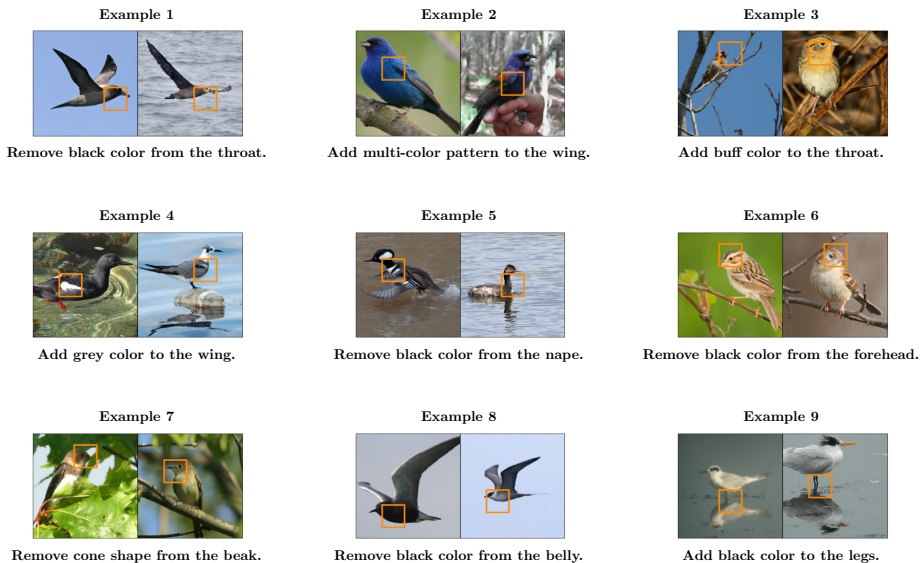 Example 1
Example 2
Example 3
Remove black color from the throat.
Add multi-color pattern to the wing.
Add buff color to the throat.
Example 4
Example 5
Example 6
Add grey color to the wing.
Remove black color from the nape.
Remove black color from the forehead.
Example 7
Example 8
Example 9
Remove cone shape from the beak.
Remove black color from the belly.
Add black color to the legs.